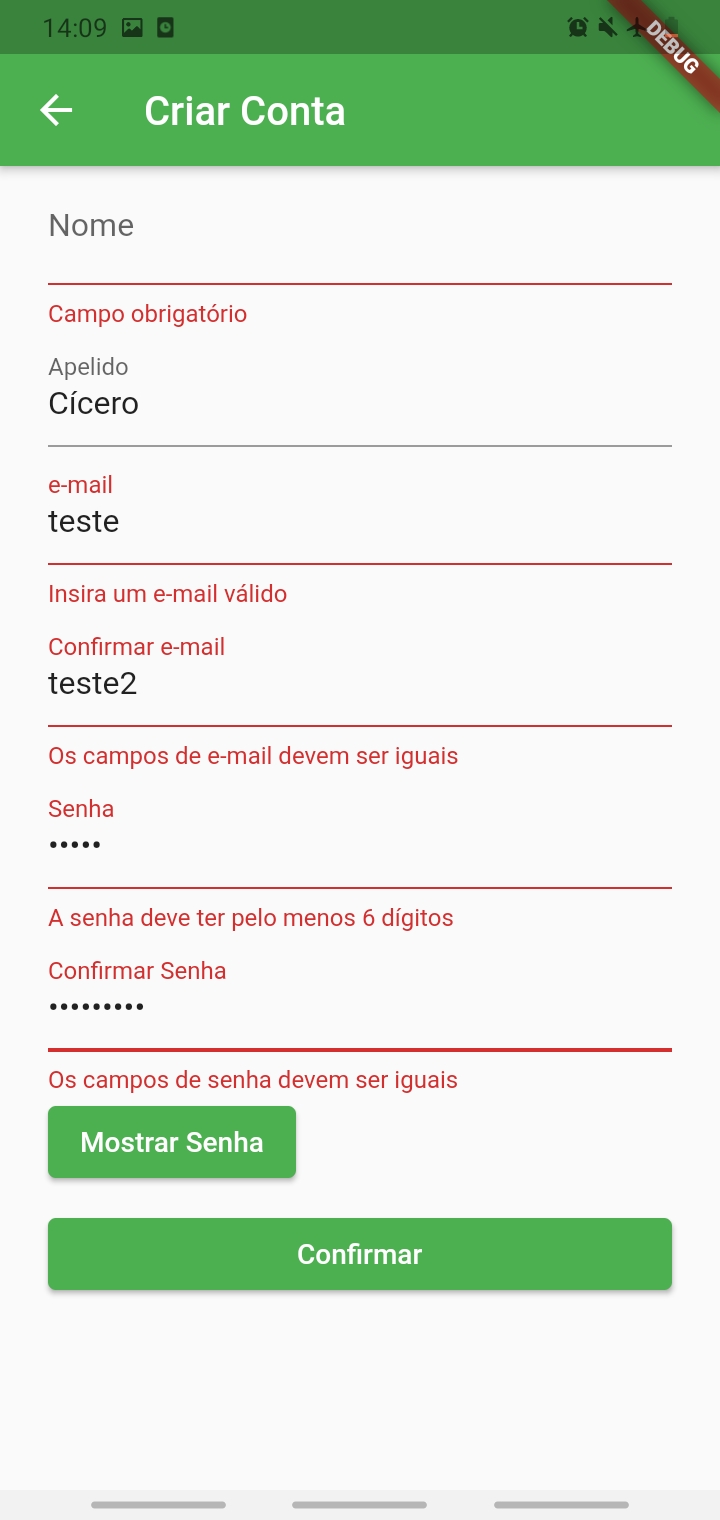 14:09
DEBUG
Criar Conta
Nome
Campo obrigatório
Apelido
Cícero
e-mail
teste
Insira um e-mail válido
Confirmar e-mail
teste2
Os campos de e-mail devem ser iguais
Senha
•••••
A senha deve ter pelo menos 6 dígitos
Confirmar Senha
•••••••••
Os campos de senha devem ser iguais
Mostrar Senha
Confirmar